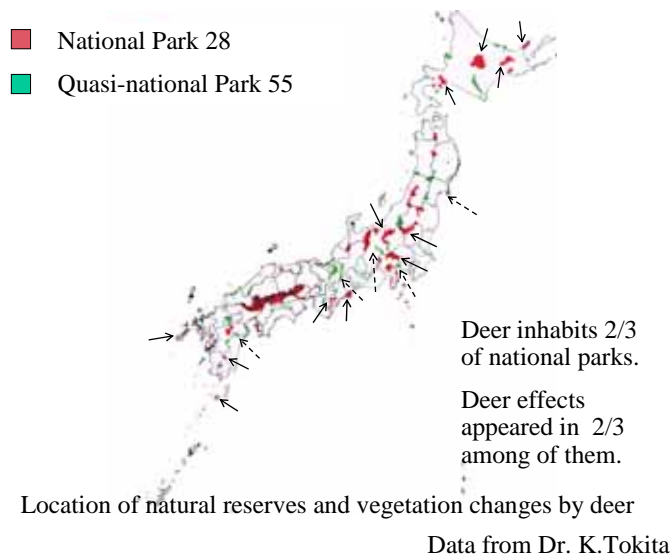 National Park 28
Quasi-national Park 55
Deer inhabits 2/3
of national parks.
Deer effects
appeared in 2/3
among of them.
Location of natural reserves and vegetation changes by deer
Data from Dr. K.Tokita